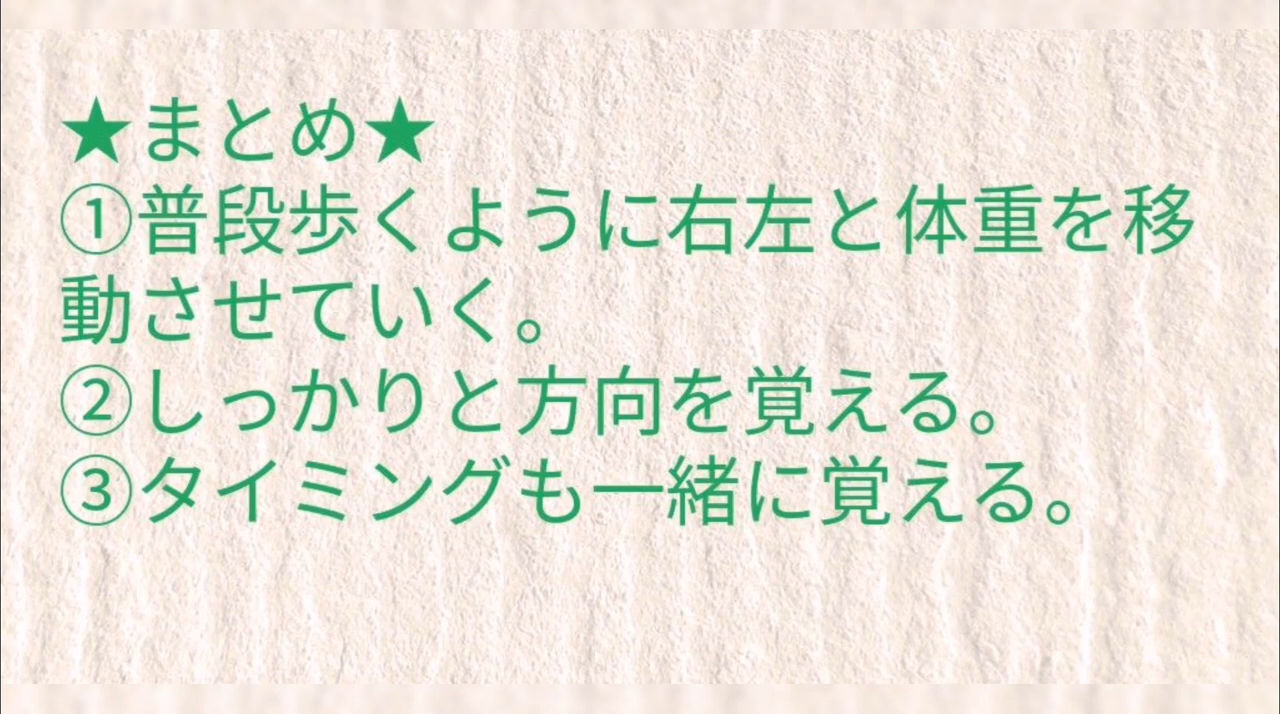 ★まとめ★
①普段歩くように右左と体重を移
動させていく。
②しっかりと方向を覚える。
③タイミングも一緒に覚える。